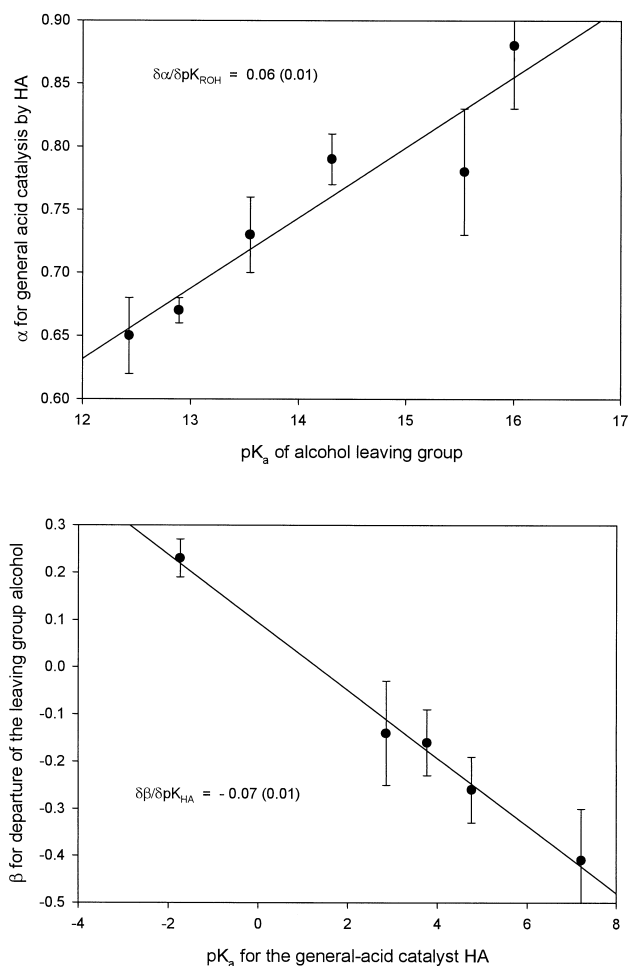 0.90
δα/δpK_ROH = 0.06 (0.01)
0.85
0.80
0.75
0.70
0.65
0.60
α for general acid catalysis by HA
12 13 14 15 16 17
pK_a of alcohol leaving group
0.3
0.2
0.1
0.0
-0.1
-0.2
-0.3
δβ/δpK_HA = - 0.07 (0.01)
-0.4
-0.5
β for departure of the leaving group alcohol
-4 -2 0 2 4 6 8
pK_a for the general-acid catalyst HA